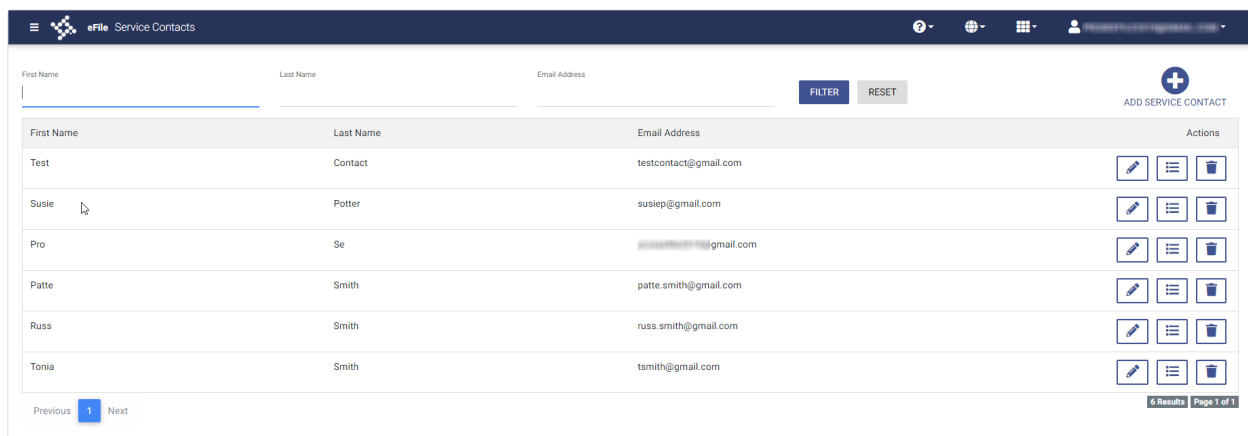 eFile Service Contacts
First Name Last Name Email Address
FILTER RESET
ADD SERVICE CONTACT
First Name Last Name Email Address Actions
Test Contact testcontact@gmail.com
Susie Potter susiep@gmail.com
Pro Se gmail.com
Patte Smith patte.smith@gmail.com
Russ Smith russ.smith@gmail.com
Tonia Smith tsmith@gmail.com
Previous 1 Next
6 Results Page 1 of 1